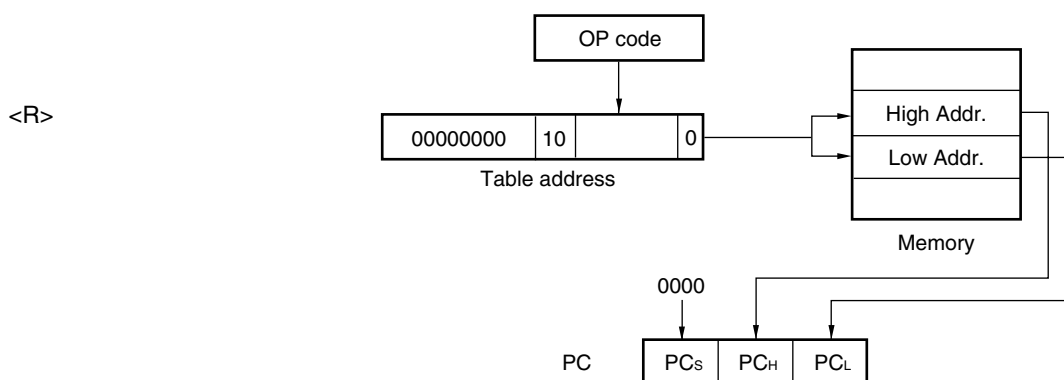 OP code
<R>
High Addr.
00000000 10 0
Low Addr.
Table address
Memory
0000
PC PCS PCH PCL